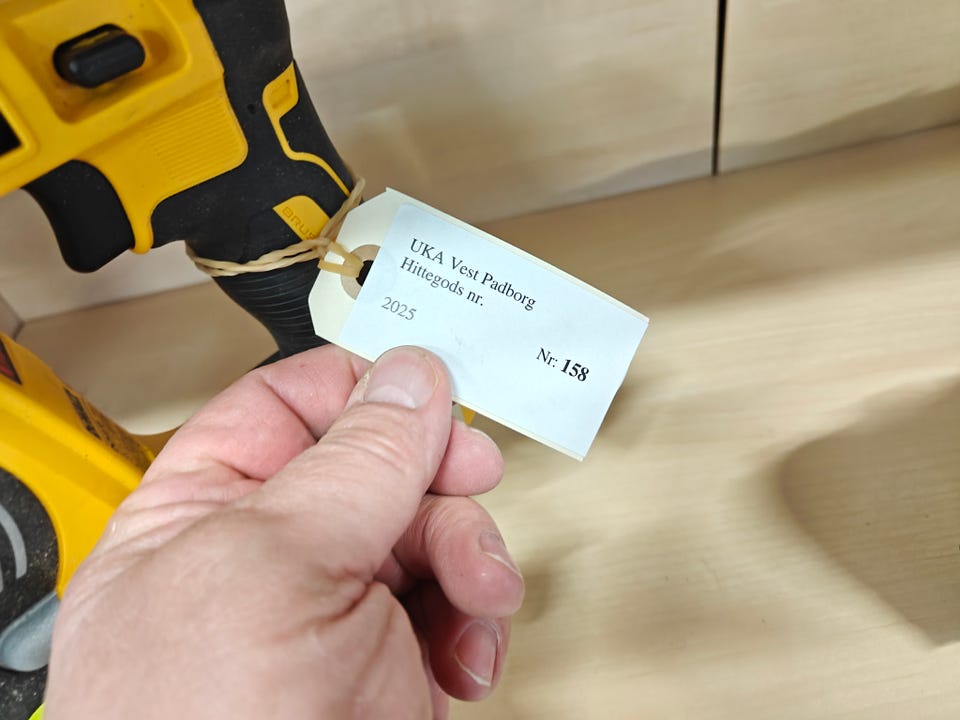 UKA Vest Padborg
Hittegods nr.
2025
Nr: 158